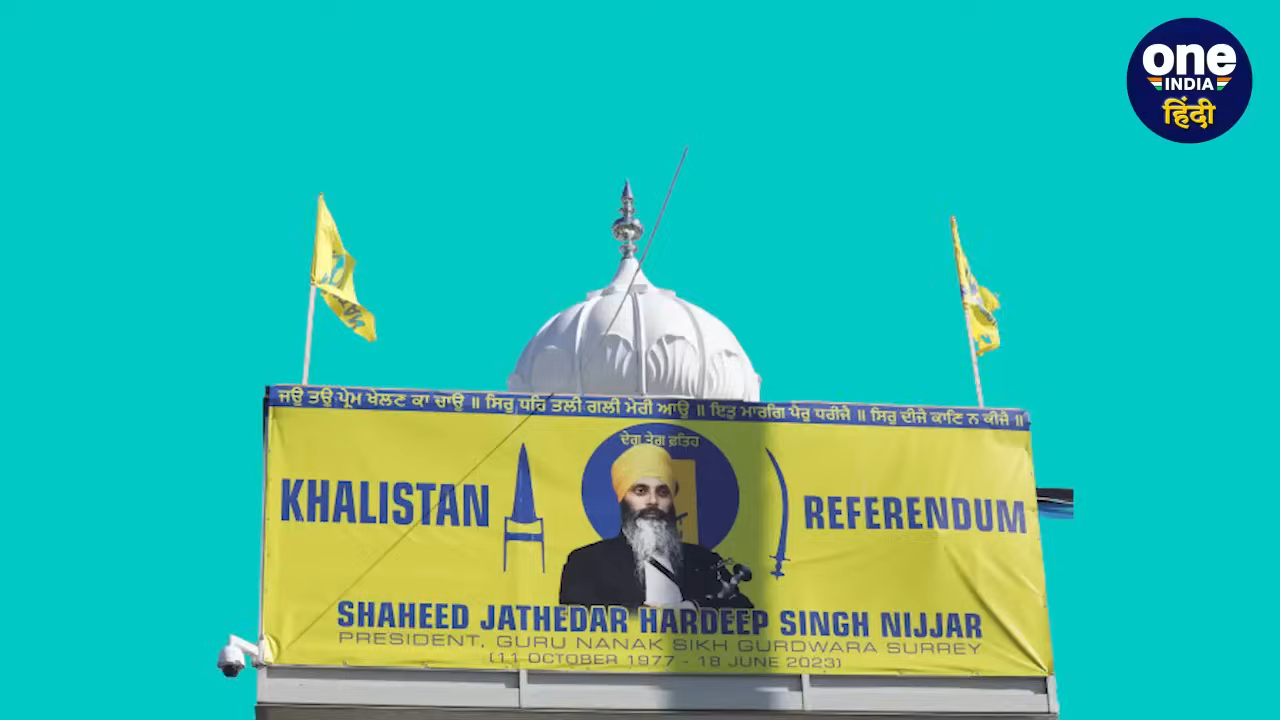 one
INDIA
हिंदी
ਜਉ ਤਉ ਪ੍ਰੇਮ ਖੇਲਣ ਕਾ ਚਾਉ ॥ ਸਿਰੁ ਧਰਿ ਤਲੀ ਗਲੀ ਮੇਰੀ ਆਉ ॥ ਇਤੁ ਮਾਰਗਿ ਪੈਰੁ ਧਰੀਜੈ ॥ ਸਿਰੁ ਦੀਜੈ ਕਾਣਿ ਨ ਕੀਜੈ ॥
ਦੇਗ ਤੇਗ ਫ਼ਤਿਹ
KHALISTAN REFERENDUM
SHAHEED JATHEDAR HARDEEP SINGH NIJJAR
PRESIDENT, GURU NANAK SIKH GURDWARA SURREY
(11 OCTOBER 1977 - 18 JUNE 2023)